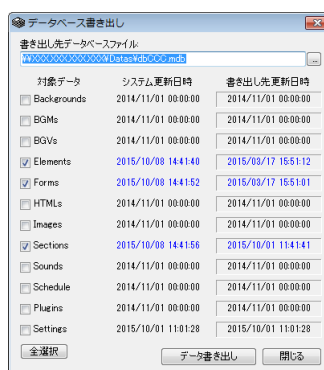 データベース書き出し
書き出し先データベースファイル
¥¥XXXXXXXXXXXX¥Datas¥dbCCC.mdb ...
対象データ システム更新日時 書き出し先更新日時
Backgrounds 2014/11/01 00:00:00 2014/11/01 00:00:00
BGMs 2014/11/01 00:00:00 2014/11/01 00:00:00
BGVs 2014/11/01 00:00:00 2014/11/01 00:00:00
Elements 2015/10/08 14:41:40 2015/03/17 15:51:12
Forms 2015/10/08 14:41:52 2015/03/17 15:51:01
HTMLs 2014/11/01 00:00:00 2014/11/01 00:00:00
Images 2014/11/01 00:00:00 2014/11/01 00:00:00
Sections 2015/10/08 14:41:56 2015/10/01 11:41:41
Sounds 2014/11/01 00:00:00 2014/11/01 00:00:00
Schedule 2014/11/01 00:00:00 2014/11/01 00:00:00
Plugins 2014/11/01 00:00:00 2014/11/01 00:00:00
Settings 2015/10/01 11:01:28 2015/10/01 11:01:28
全選択 データ書き出し 閉じる